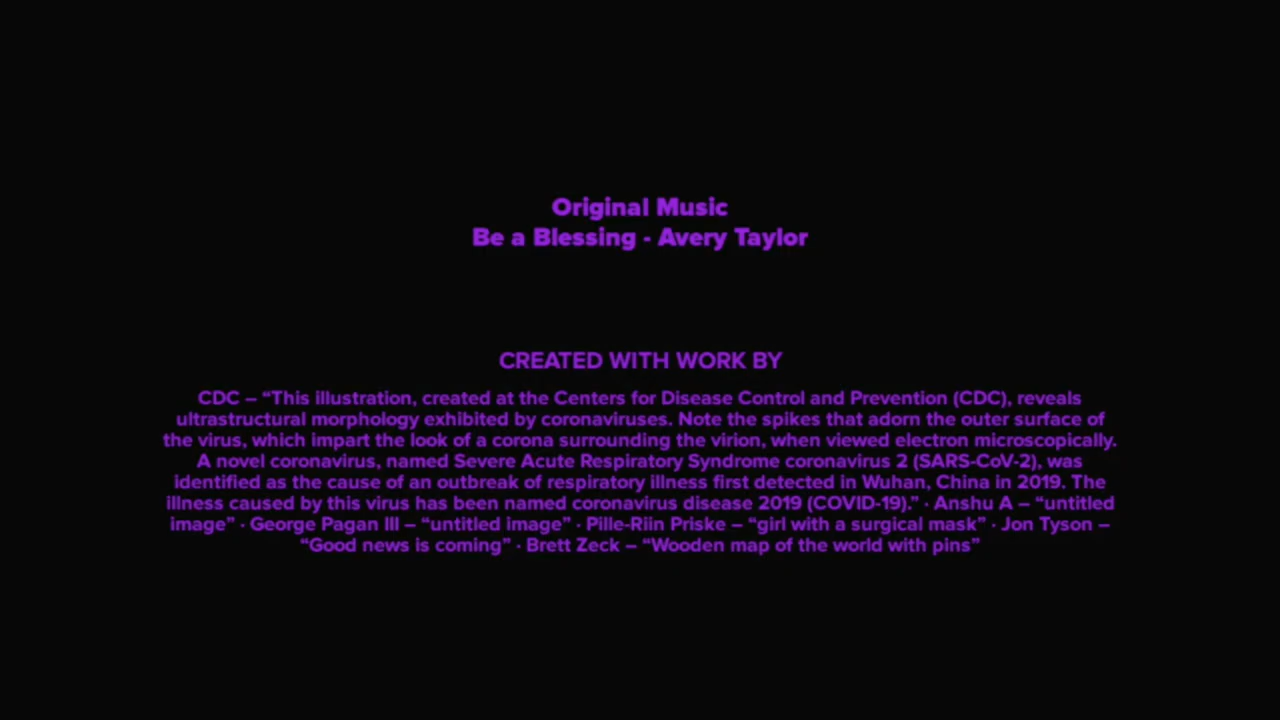 Original Music
Be a Blessing - Avery Taylor
CREATED WITH WORK BY
CDC – “This illustration, created at the Centers for Disease Control and Prevention (CDC), reveals
ultrastructural morphology exhibited by coronaviruses. Note the spikes that adorn the outer surface of
the virus, which impart the look of a corona surrounding the virion, when viewed electron microscopically.
A novel coronavirus, named Severe Acute Respiratory Syndrome coronavirus 2 (SARS-CoV-2), was
identified as the cause of an outbreak of respiratory illness first detected in Wuhan, China in 2019. The
illness caused by this virus has been named coronavirus disease 2019 (COVID-19).” · Anshu A – “untitled
image” · George Pagan III – “untitled image” · Pille-Riin Priske – “girl with a surgical mask” · Jon Tyson –
“Good news is coming” · Brett Zeck – “Wooden map of the world with pins”